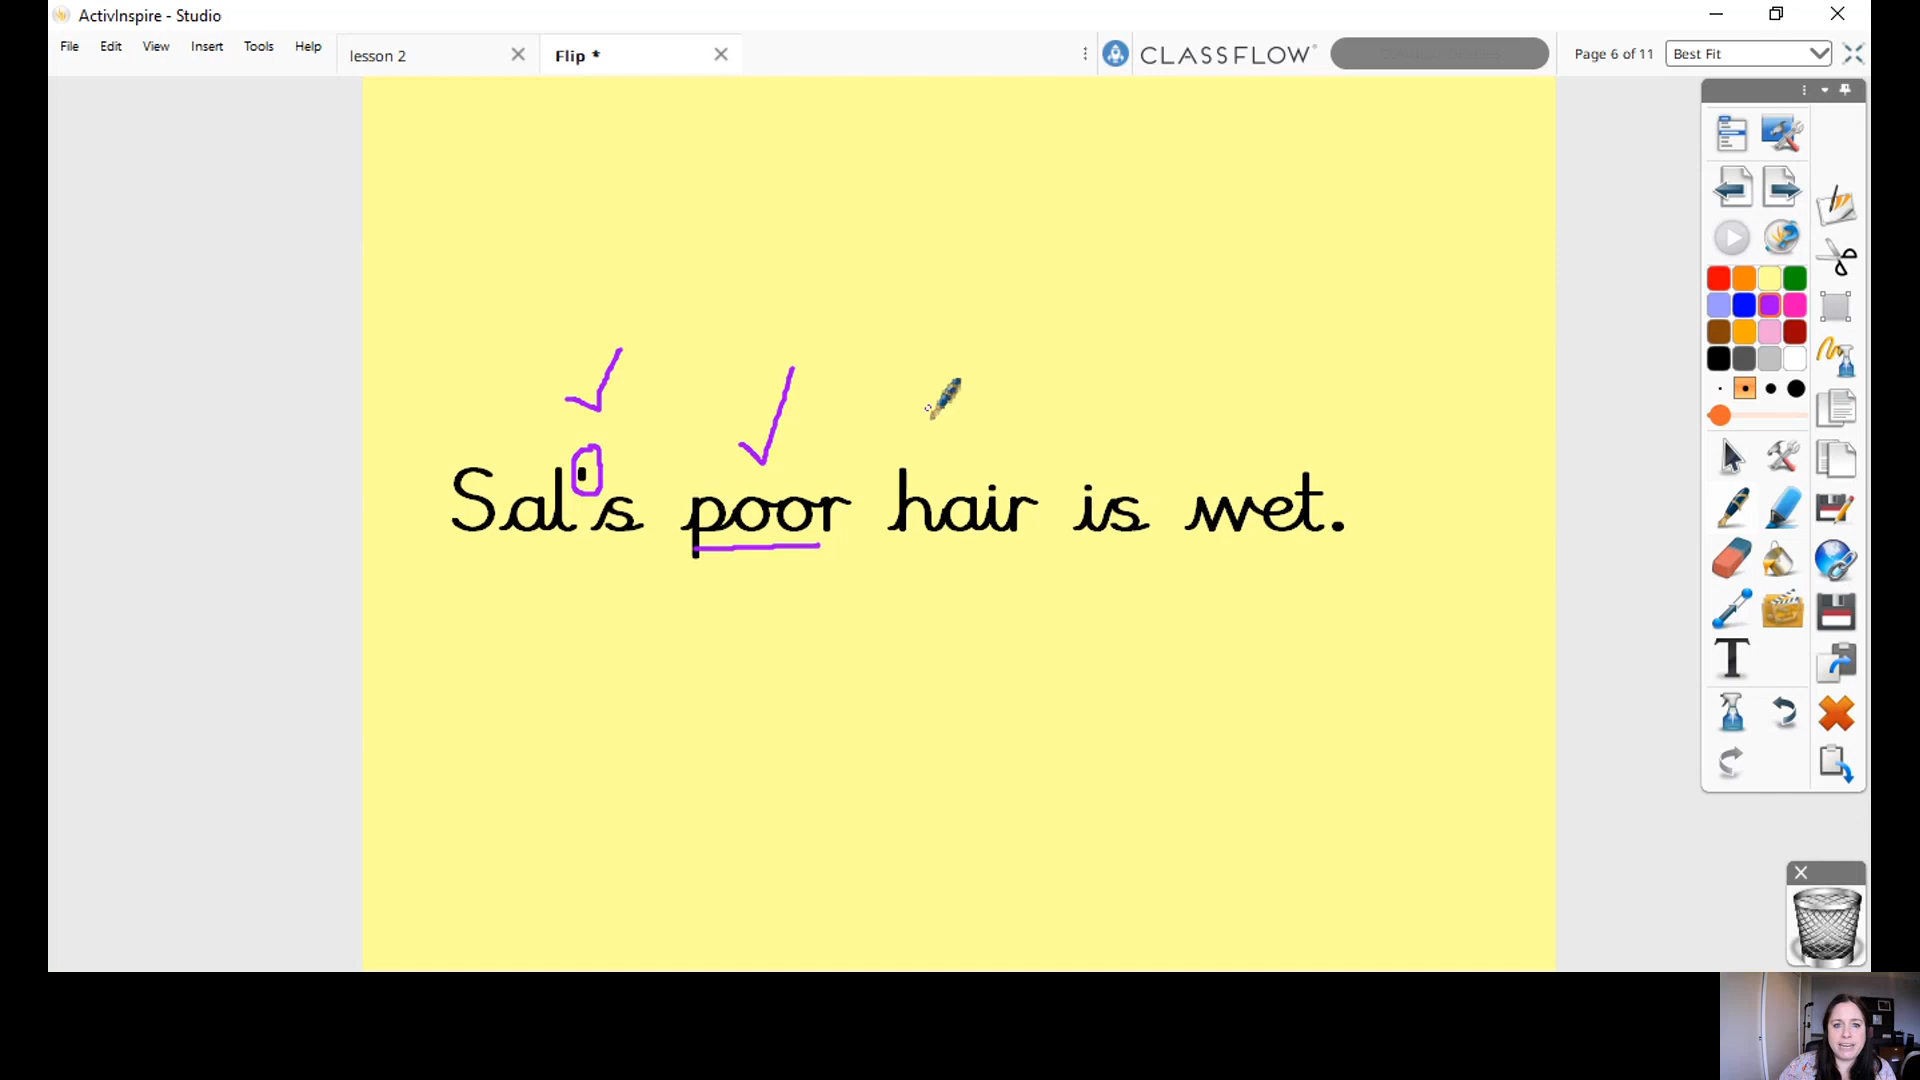 ActivInspire - Studio
File Edit View Insert Tools Help
lesson 2
Flip *
CLASSFLOW
Page 6 of 11
Best Fit
Sal's poor hair is wet.